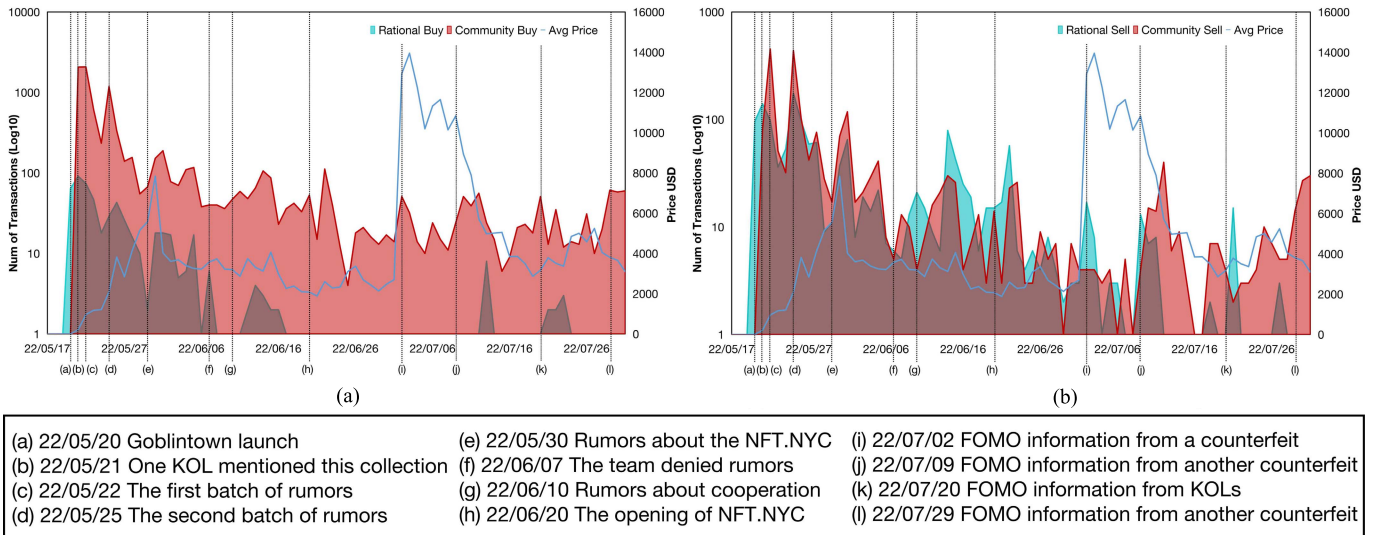 10000
1000
100
10
1
Num of Transactions (Log10)
Rational Buy Community Buy Avg Price
16000
14000
12000
10000
8000
6000
4000
2000
0
Price USD
22/05/17 22/05/27 22/06/06 22/06/16 22/06/26 22/07/06 22/07/16 22/07/26
(a) (b) (c) (d) (e) (f) (g) (h) (i) (j) (k) (l)
(a)
1000
100
10
1
Num of Transactions (Log10)
Rational Sell Community Sell Avg Price
16000
14000
12000
10000
8000
6000
4000
2000
0
Price USD
22/05/17 22/05/27 22/06/06 22/06/16 22/06/26 22/07/06 22/07/16 22/07/26
(a) (b) (c) (d) (e) (f) (g) (h) (i) (j) (k) (l)
(b)
(a) 22/05/20 Goblintown launch
(b) 22/05/21 One KOL mentioned this collection
(c) 22/05/22 The first batch of rumors
(d) 22/05/25 The second batch of rumors
(e) 22/05/30 Rumors about the NFT.NYC
(f) 22/06/07 The team denied rumors
(g) 22/06/10 Rumors about cooperation
(h) 22/06/20 The opening of NFT.NYC
(i) 22/07/02 FOMO information from a counterfeit
(j) 22/07/09 FOMO information from another counterfeit
(k) 22/07/20 FOMO information from KOLs
(l) 22/07/29 FOMO information from another counterfeit